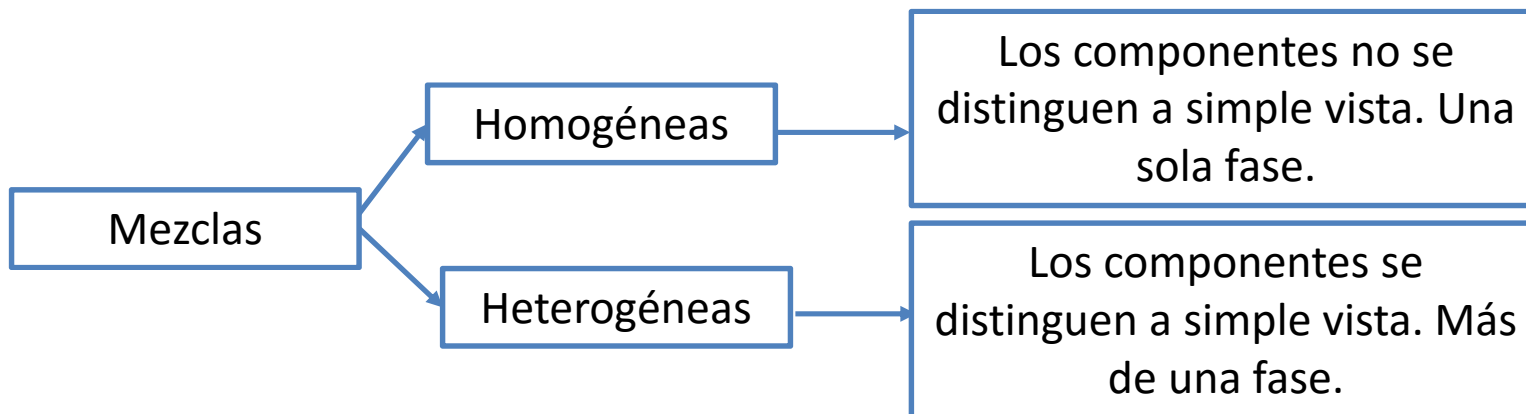 Mezclas
Homogéneas
Los componentes no se
distinguen a simple vista. Una
sola fase.
Heterogéneas
Los componentes se
distinguen a simple vista. Más
de una fase.